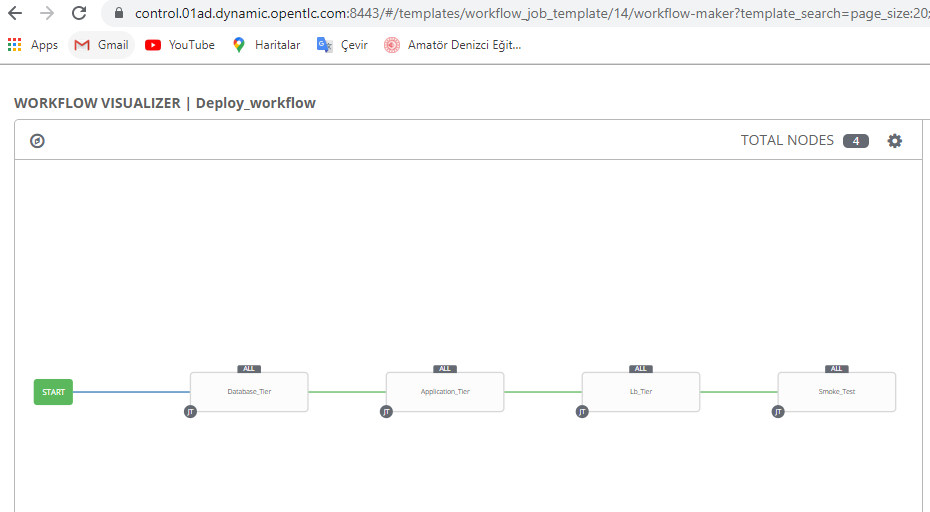 control.01ad.dynamic.opentlc.com:8443/#/templates/workflow_job_template/14/workflow-maker?template_search=page_size:20;
Apps Gmail YouTube Haritalar Çevir Amatör Denizci Eğit...
WORKFLOW VISUALIZER | Deploy_workflow
TOTAL NODES 4
ALL ALL ALL ALL
START Database_Tier Application_Tier Lb_Tier Smoke_Test
JT JT JT JT